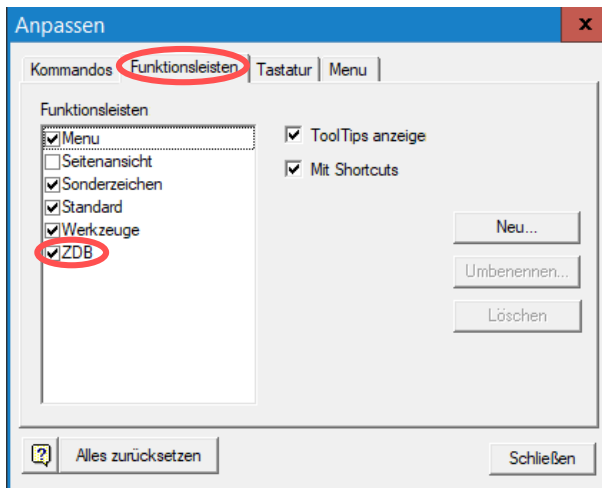 Anpassen
x
Kommandos Funktionsleisten Tastatur Menu
Funktionsleisten
Menu
Seitenansicht
Sonderzeichen
Standard
Werkzeuge
ZDB
ToolTips anzeige
Mit Shortcuts
Neu...
Umbenennen...
Löschen
? Alles zurücksetzen
Schließen